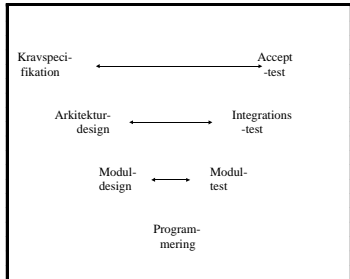 Kravspeci-
fikation
Accept
-test
Arkitektur-
design
Integrations
-test
Modul-
design
Modul-
test
Program-
mering